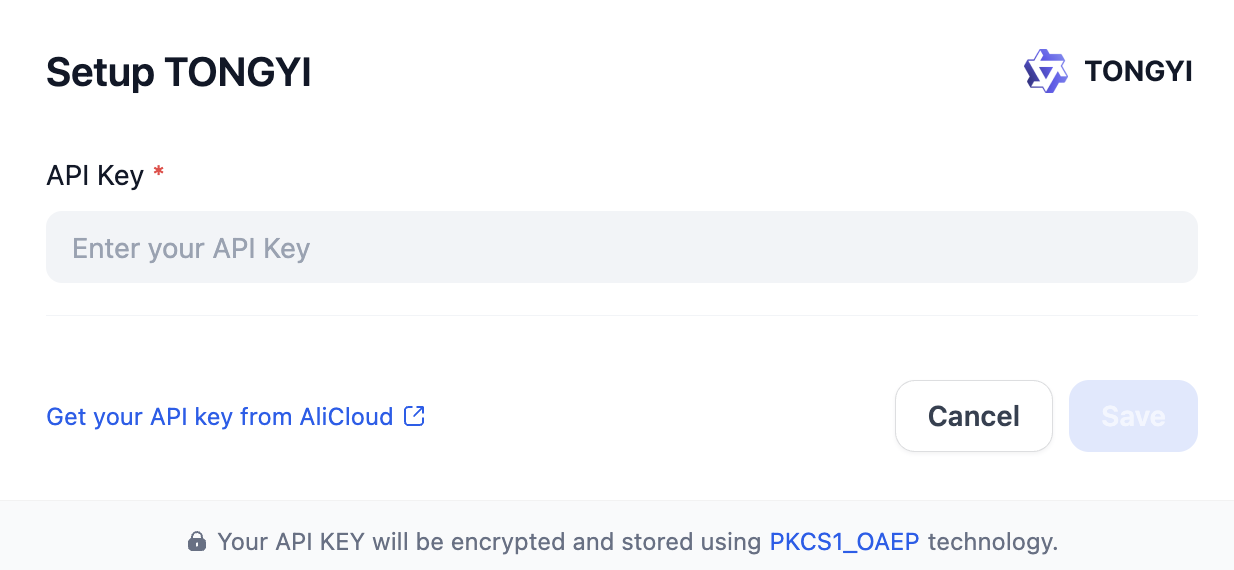 Setup TONGYI
TONGYI
API Key *
Enter your API Key
Get your API key from AliCloud
Cancel
Save
Your API KEY will be encrypted and stored using PKCS1_OAEP technology.